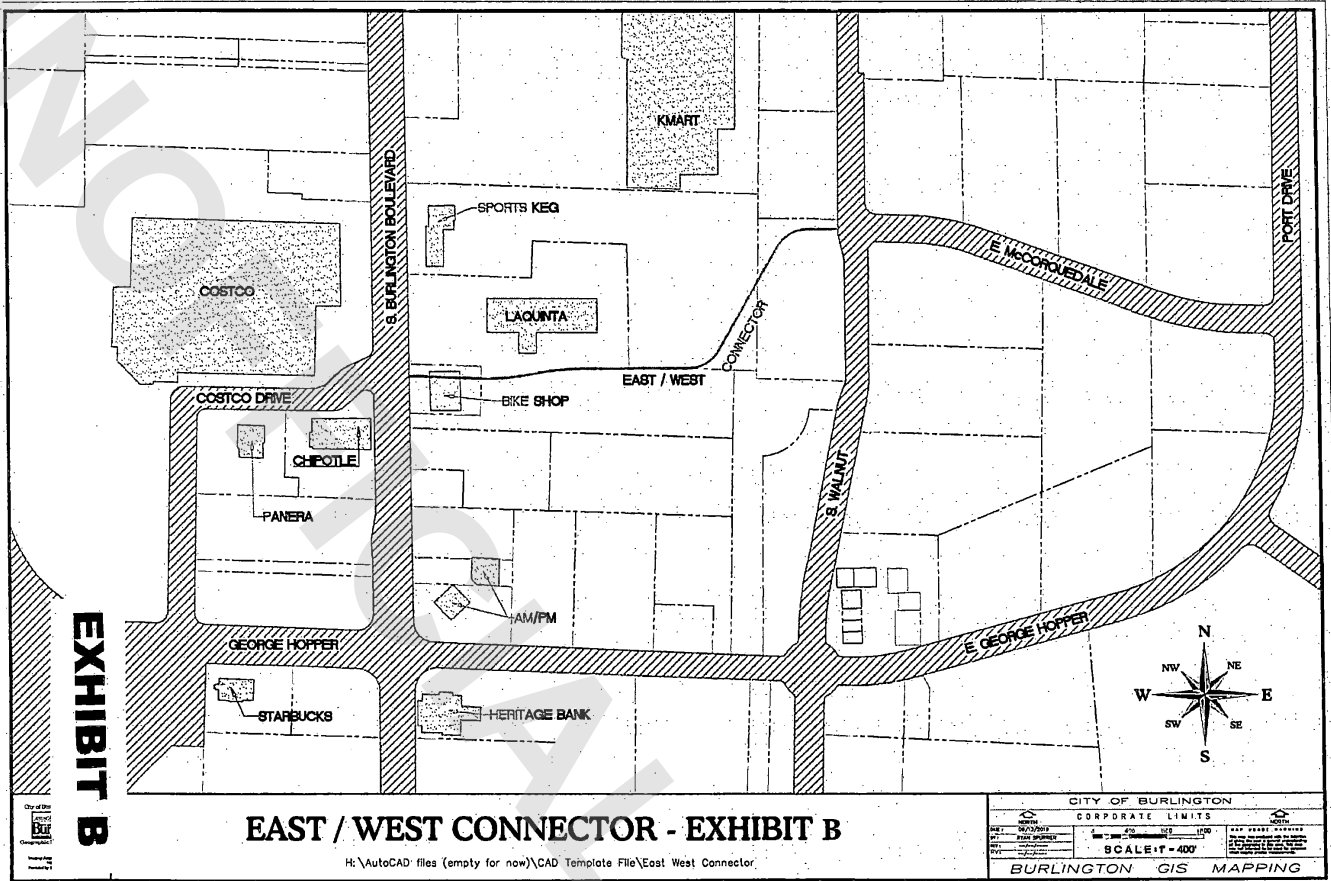 KMART
SPORTS KEG
S. BURLINGTON BOULEVARD
PORT DRIVE
E. McCORQUEDALE
COSTCO
LAQUINTA
CONNECTOR
EAST / WEST
COSTCO DRIVE
BIKE SHOP
CHIPOTLE
PANERA
S. WALNUT
AM/PM
GEORGE HOPPER
E. GEORGE HOPPER
STARBUCKS
HERITAGE BANK
N
NW
NE
W
E
SW
SE
S
EXHIBIT B
EAST / WEST CONNECTOR - EXHIBIT B
H:\AutoCAD files (empty for now)\CAD Template File\East West Connector
CITY OF BURLINGTON
CORPORATE LIMITS
NORTH
NORTH
SCALE: 1" = 400'
BURLINGTON GIS MAPPING